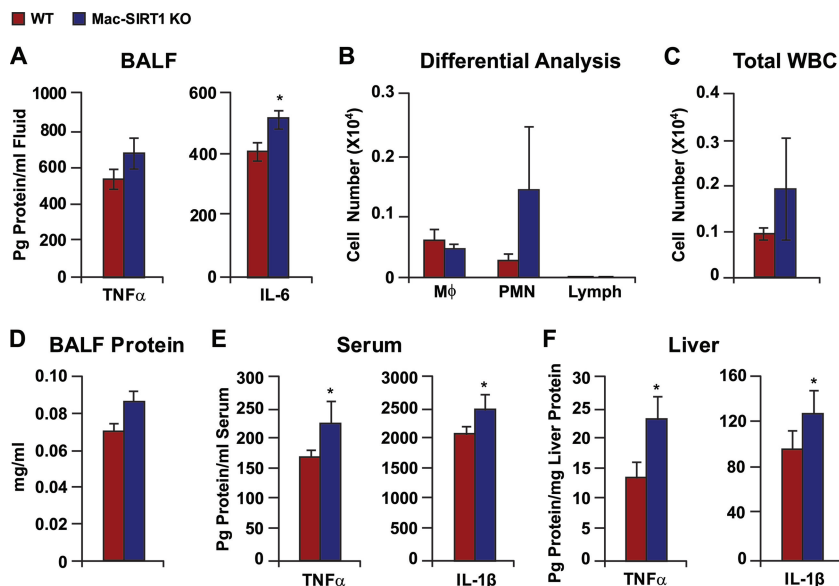 WT Mac-SIRT1 KO
A BALF
Pg Protein/ml Fluid
1000
800
600
400
200
0
TNFα
600
400
200
0
*
IL-6
B Differential Analysis
Cell Number (X10⁴)
0.3
0.2
0.1
0
Mϕ PMN Lymph
C Total WBC
Cell Number (X10⁴)
0.4
0.3
0.2
0.1
0
D BALF Protein
mg/ml
0.10
0.08
0.06
0.04
0.02
0.00
E Serum
Pg Protein/ml Serum
300
250
200
150
100
50
0
*
TNFα
3000
2500
2000
1500
1000
500
0
*
IL-1ß
F Liver
Pg Protein/mg Liver Protein
30
25
20
15
10
5
0
*
TNFα
160
120
80
40
0
*
IL-1β